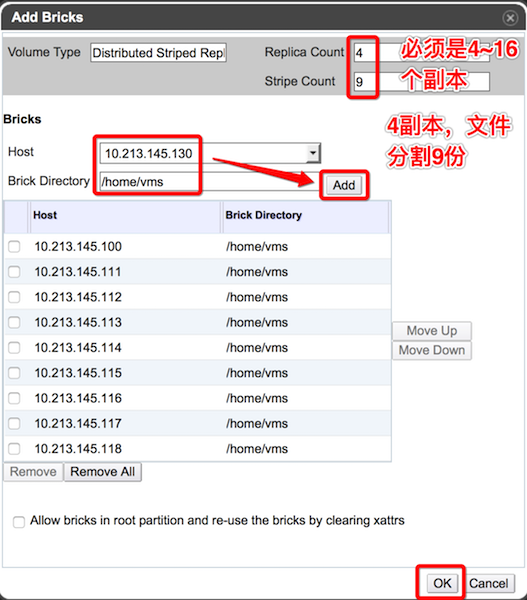 Add Bricks
Volume Type Distributed Striped Repl Replica Count 4 必须是4~16
Stripe Count 9 个副本
Bricks
4副本，文件
分割9份
Host 10.213.145.130
Brick Directory /home/vms Add
Host Brick Directory
10.213.145.100 /home/vms
10.213.145.111 /home/vms
10.213.145.112 /home/vms
10.213.145.113 /home/vms
10.213.145.114 /home/vms
10.213.145.115 /home/vms
10.213.145.116 /home/vms
10.213.145.117 /home/vms
10.213.145.118 /home/vms
Move Up
Move Down
Remove Remove All
Allow bricks in root partition and re-use the bricks by clearing xattrs
OK Cancel